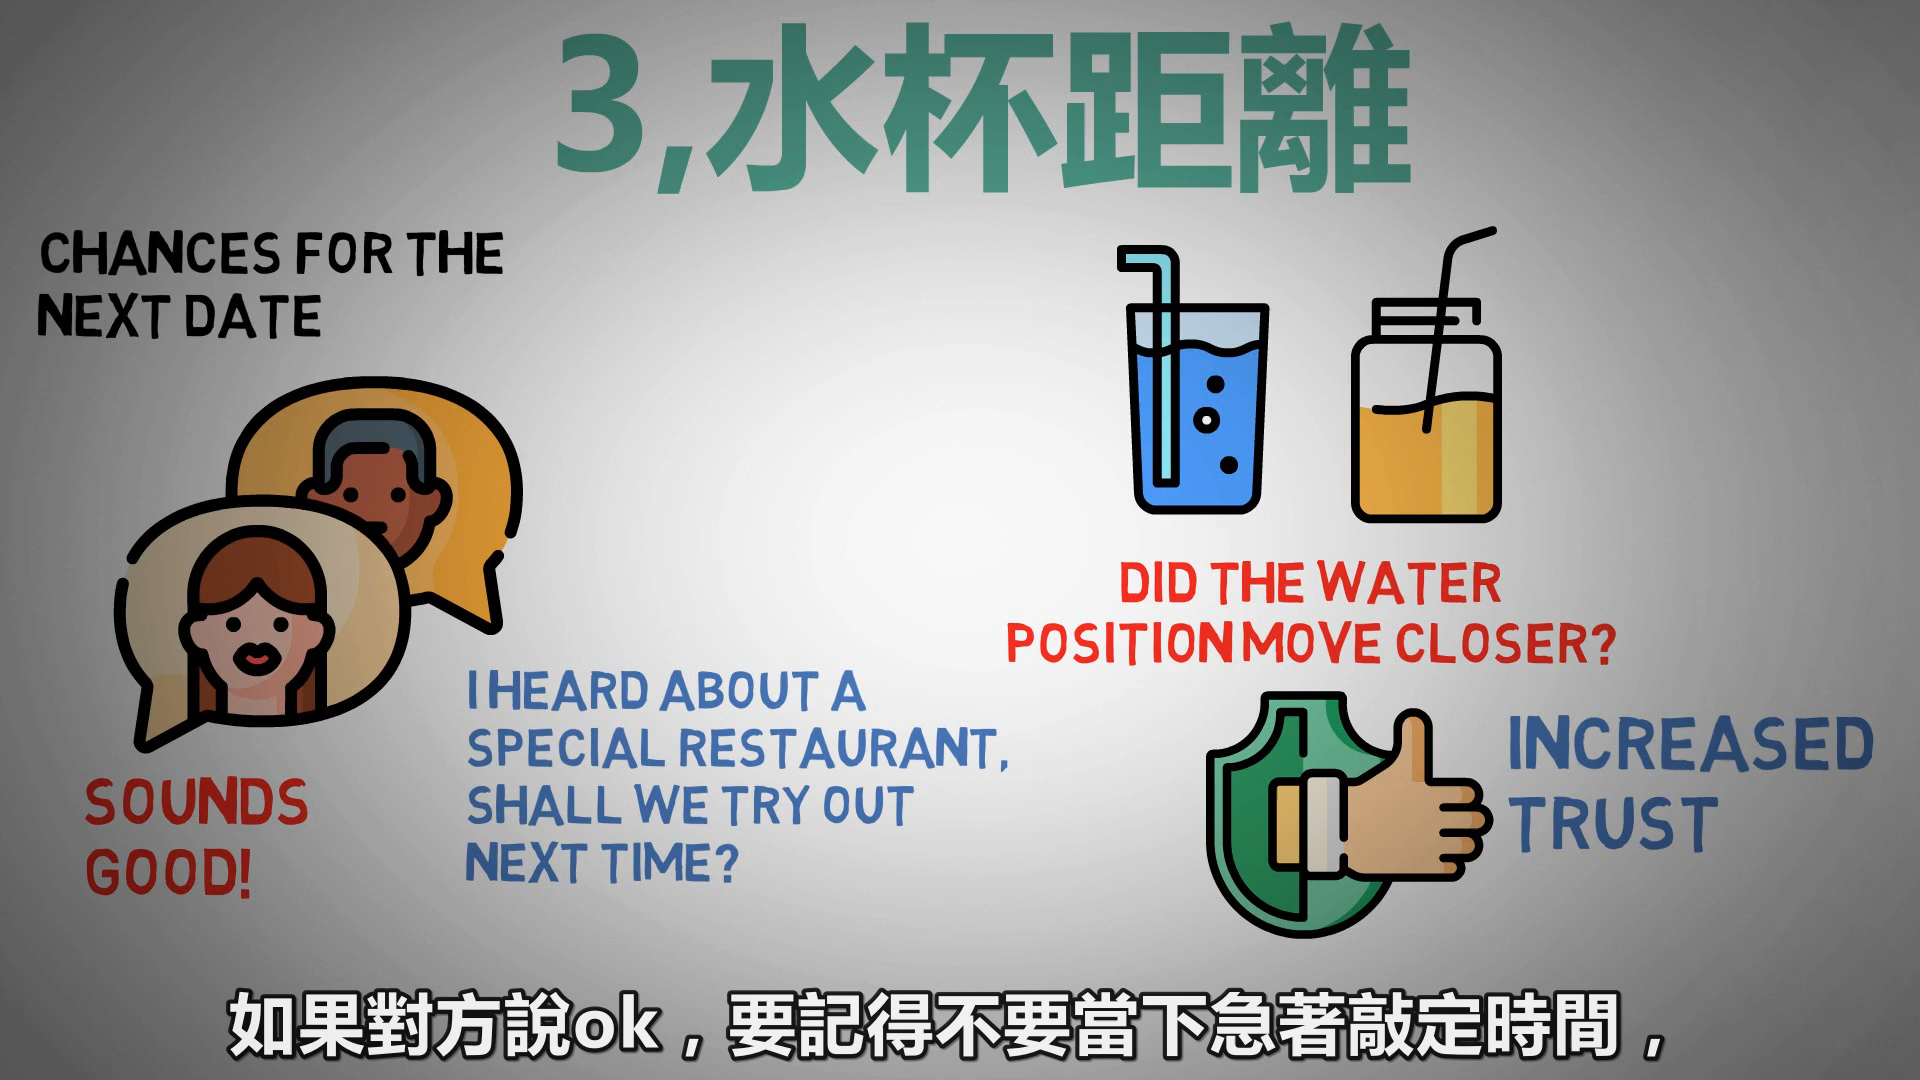 3,水杯距離
CHANCES FOR THE
NEXT DATE
DID THE WATER
POSITION MOVE CLOSER?
I HEARD ABOUT A
SPECIAL RESTAURANT,
SHALL WE TRY OUT
NEXT TIME?
SOUNDS
GOOD!
INCREASED
TRUST
如果對方說ok，要記得不要當下急著敲定時間，